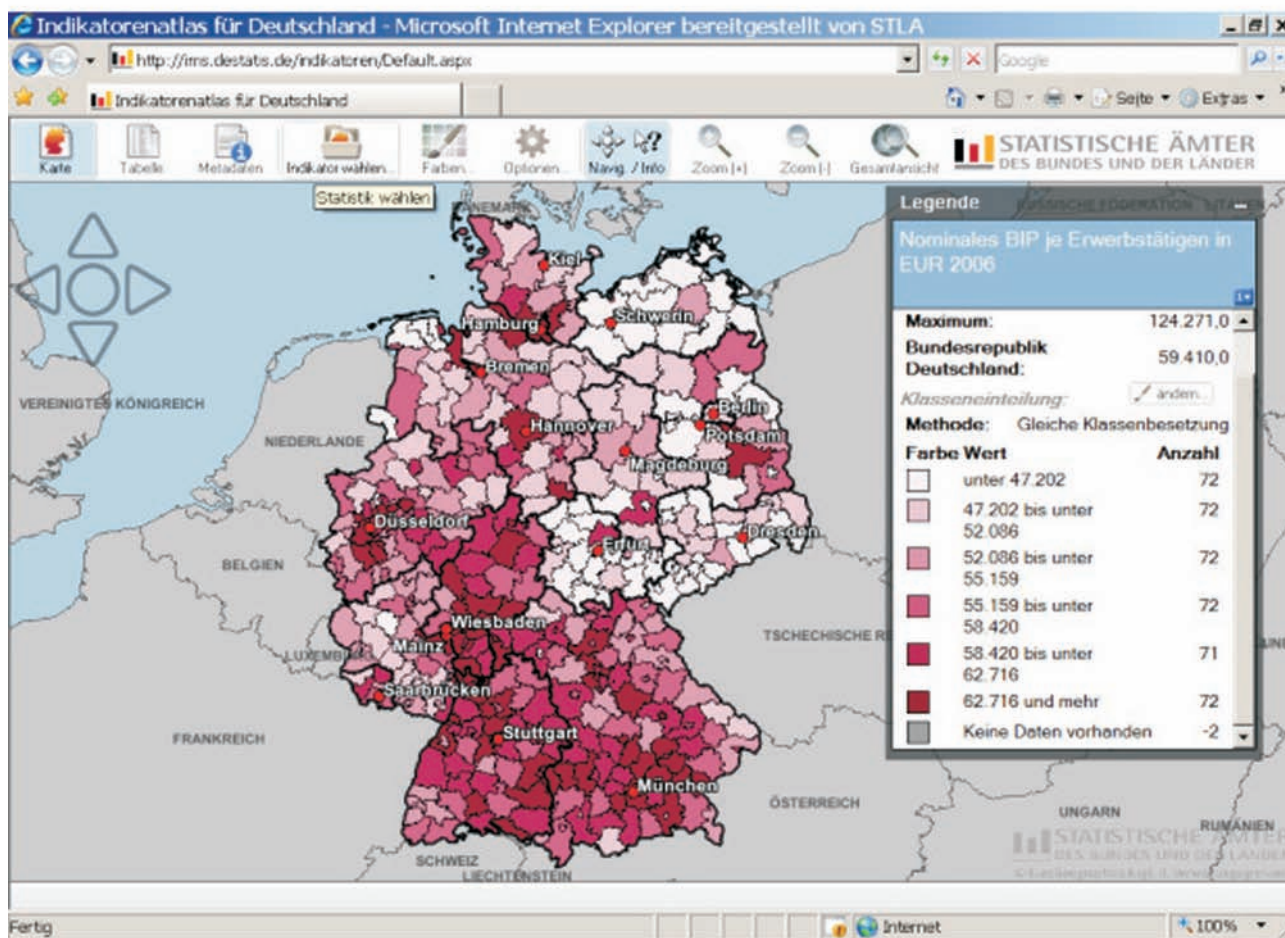 Indikatorenatlas für Deutschland - Microsoft Internet Explorer bereitgestellt von STLA
http://ims.destatis.de/indikatoren/Default.aspx
Google
Indikatorenatlas für Deutschland
Seite
Extras
Karte
Tabelle
Metadaten
Indikator wählen...
Farben...
Optionen...
Navig. / Info
Zoom [+]
Zoom [-]
Gesamtansicht
STATISTISCHE ÄMTER
DES BUNDES UND DER LÄNDER
Statistik wählen
DÄNEMARK
Kiel
Schwerin
Hamburg
Bremen
VEREINIGTES KÖNIGREICH
NIEDERLANDE
Berlin
Hannover
Potsdam
Magdeburg
Düsseldorf
Erfurt
Dresden
BELGIEN
Wiesbaden
Mainz
LUXEMBURG
TSCHECHISCHE
Saarbrücken
FRANKREICH
Stuttgart
München
ÖSTERREICH
UNGARN
RUMÄNIEN
SCHWEIZ
LIECHTENSTEIN
Legende
Nominales BIP je Erwerbstätigen in
EUR 2006
Maximum: 124.271,0
Bundesrepublik
Deutschland: 59.410,0
Klasseneinteilung: ändern...
Methode: Gleiche Klassenbesetzung
Farbe Wert Anzahl
unter 47.202 72
47.202 bis unter
52.086 72
52.086 bis unter
55.159 72
55.159 bis unter
58.420 72
58.420 bis unter
62.716 71
62.716 und mehr 72
Keine Daten vorhanden -2
STATISTISCHE ÄMTER
DES BUNDES UND DER LÄNDER
Fertig
Internet
100%